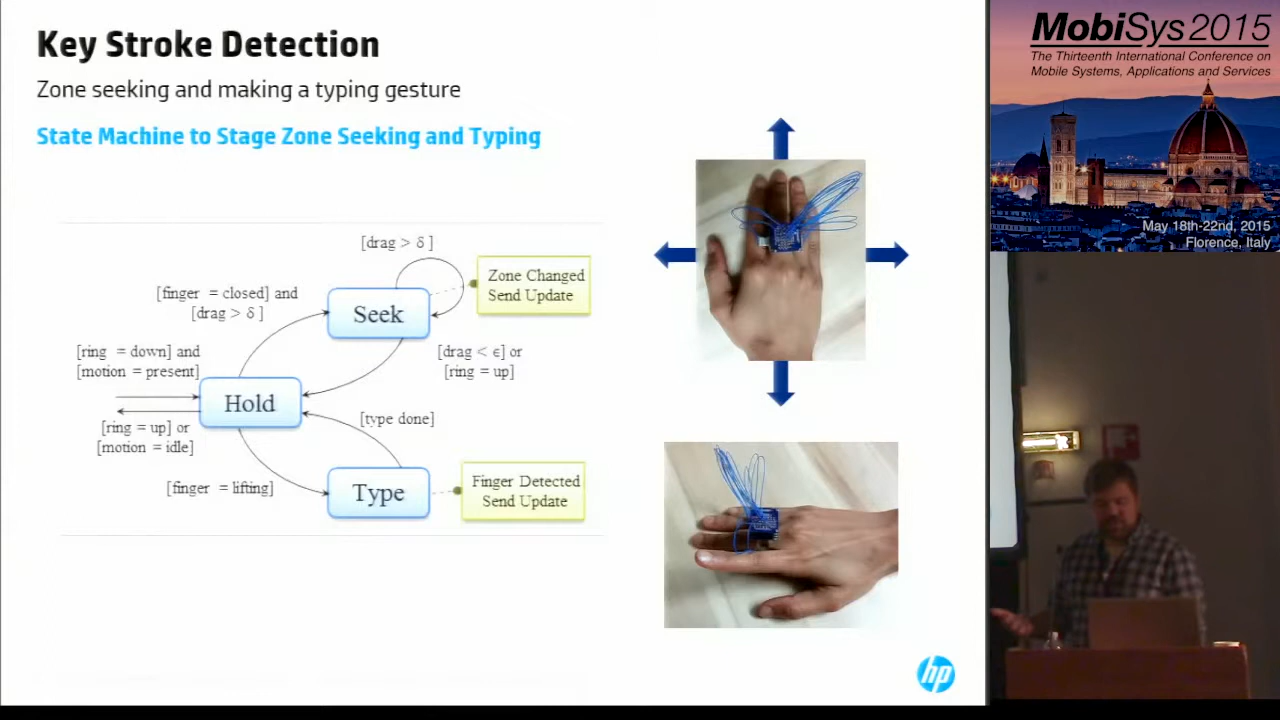 Key Stroke Detection
Zone seeking and making a typing gesture
State Machine to Stage Zone Seeking and Typing
[drag > δ ]
Zone Changed
Send Update
[finger = closed] and
[drag > δ ]
Seek
[ring = down] and
[motion = present]
[drag < ϵ] or
[ring = up]
Hold
[ring = up] or
[motion = idle]
[type done]
[finger = lifting]
Type
Finger Detected
Send Update
hp
MobiSys 2015
The Thirteenth International Conference on
Mobile Systems, Applications and Services
May 18th-22nd, 2015
Florence, Italy